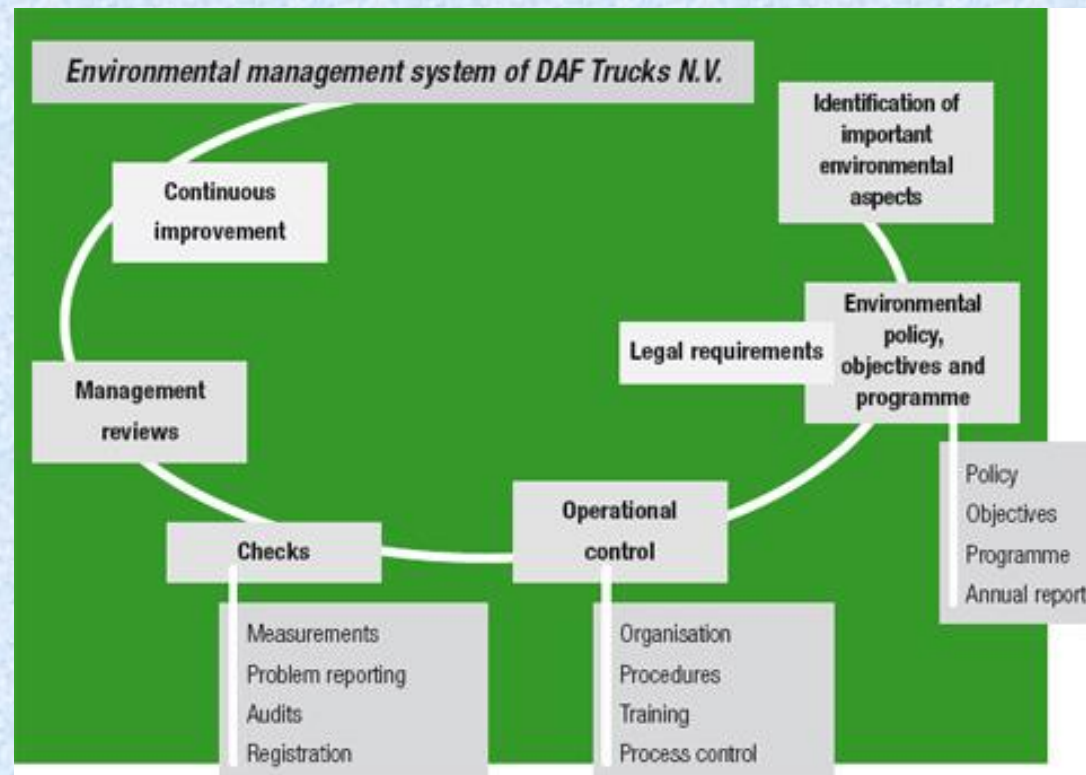 Environmental management system of DAF Trucks N.V.
Identification of
important
environmental
aspects
Continuous
improvement
Environmental
policy,
objectives and
programme
Legal requirements
Management
reviews
Policy
Objectives
Programme
Annual report
Operational
control
Checks
Measurements
Problem reporting
Audits
Registration
Organisation
Procedures
Training
Process control